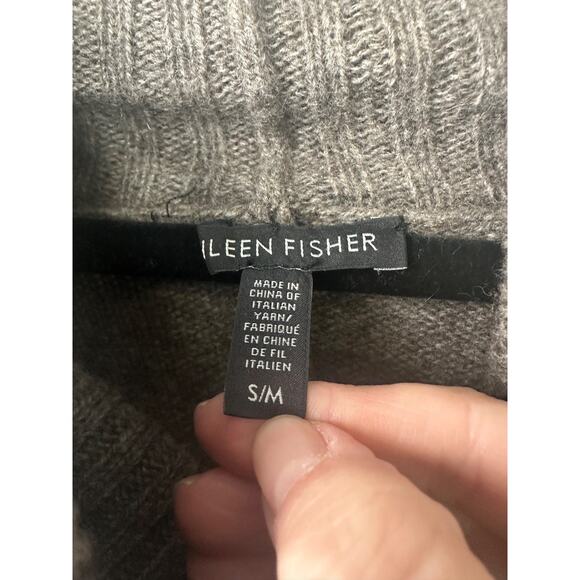 ILEEN FISHER
MADE IN
CHINA OF
ITALIAN
YARN/
FABRIQUÉ
EN CHINE
DE FIL
ITALIEN
S/M